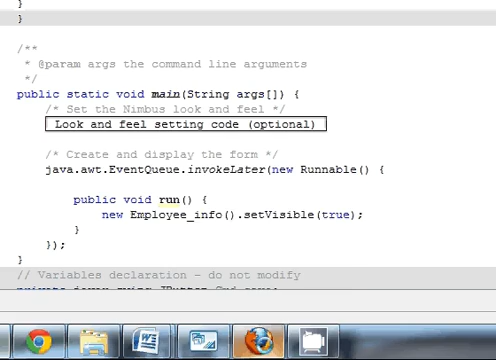 }
}
/**
* @param args the command line arguments
*/
public static void main(String args[]) {
/* Set the Nimbus look and feel */
Look and feel setting code (optional)
/* Create and display the form */
java.awt.EventQueue.invokeLater(new Runnable() {
public void run() {
new Employee_info().setVisible(true);
}
});
}
// Variables declaration - do not modify